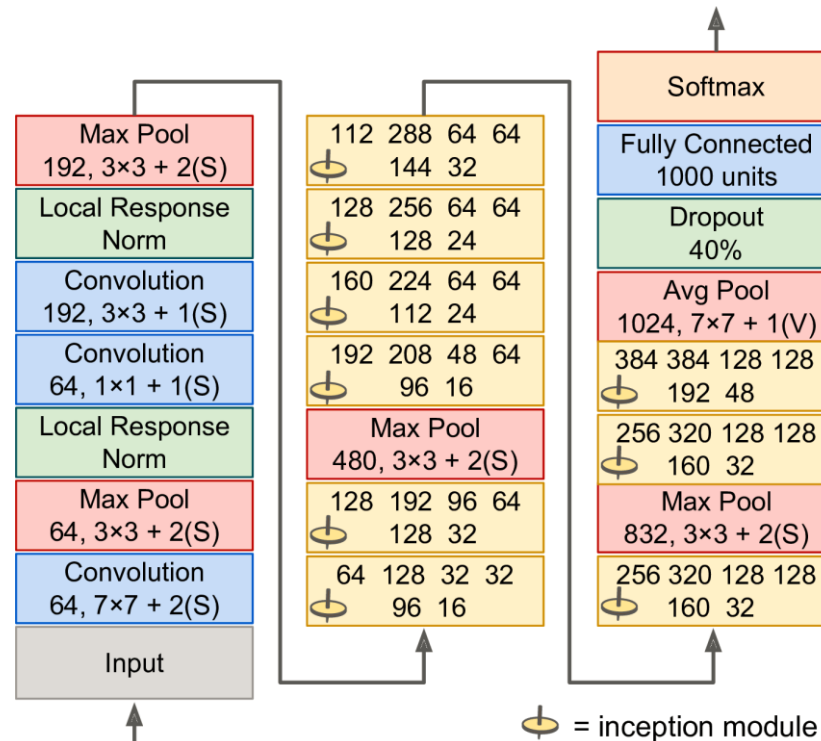 Max Pool
192, 3×3 + 2(S)
Local Response
Norm
Convolution
192, 3×3 + 1(S)
Convolution
64, 1×1 + 1(S)
Local Response
Norm
Max Pool
64, 3×3 + 2(S)
Convolution
64, 7×7 + 2(S)
Input
112 288 64 64
144 32
128 256 64 64
128 24
160 224 64 64
112 24
192 208 48 64
96 16
Max Pool
480, 3×3 + 2(S)
128 192 96 64
128 32
64 128 32 32
96 16
Softmax
Fully Connected
1000 units
Dropout
40%
Avg Pool
1024, 7×7 + 1(V)
384 384 128 128
192 48
256 320 128 128
160 32
Max Pool
832, 3×3 + 2(S)
256 320 128 128
160 32
= inception module